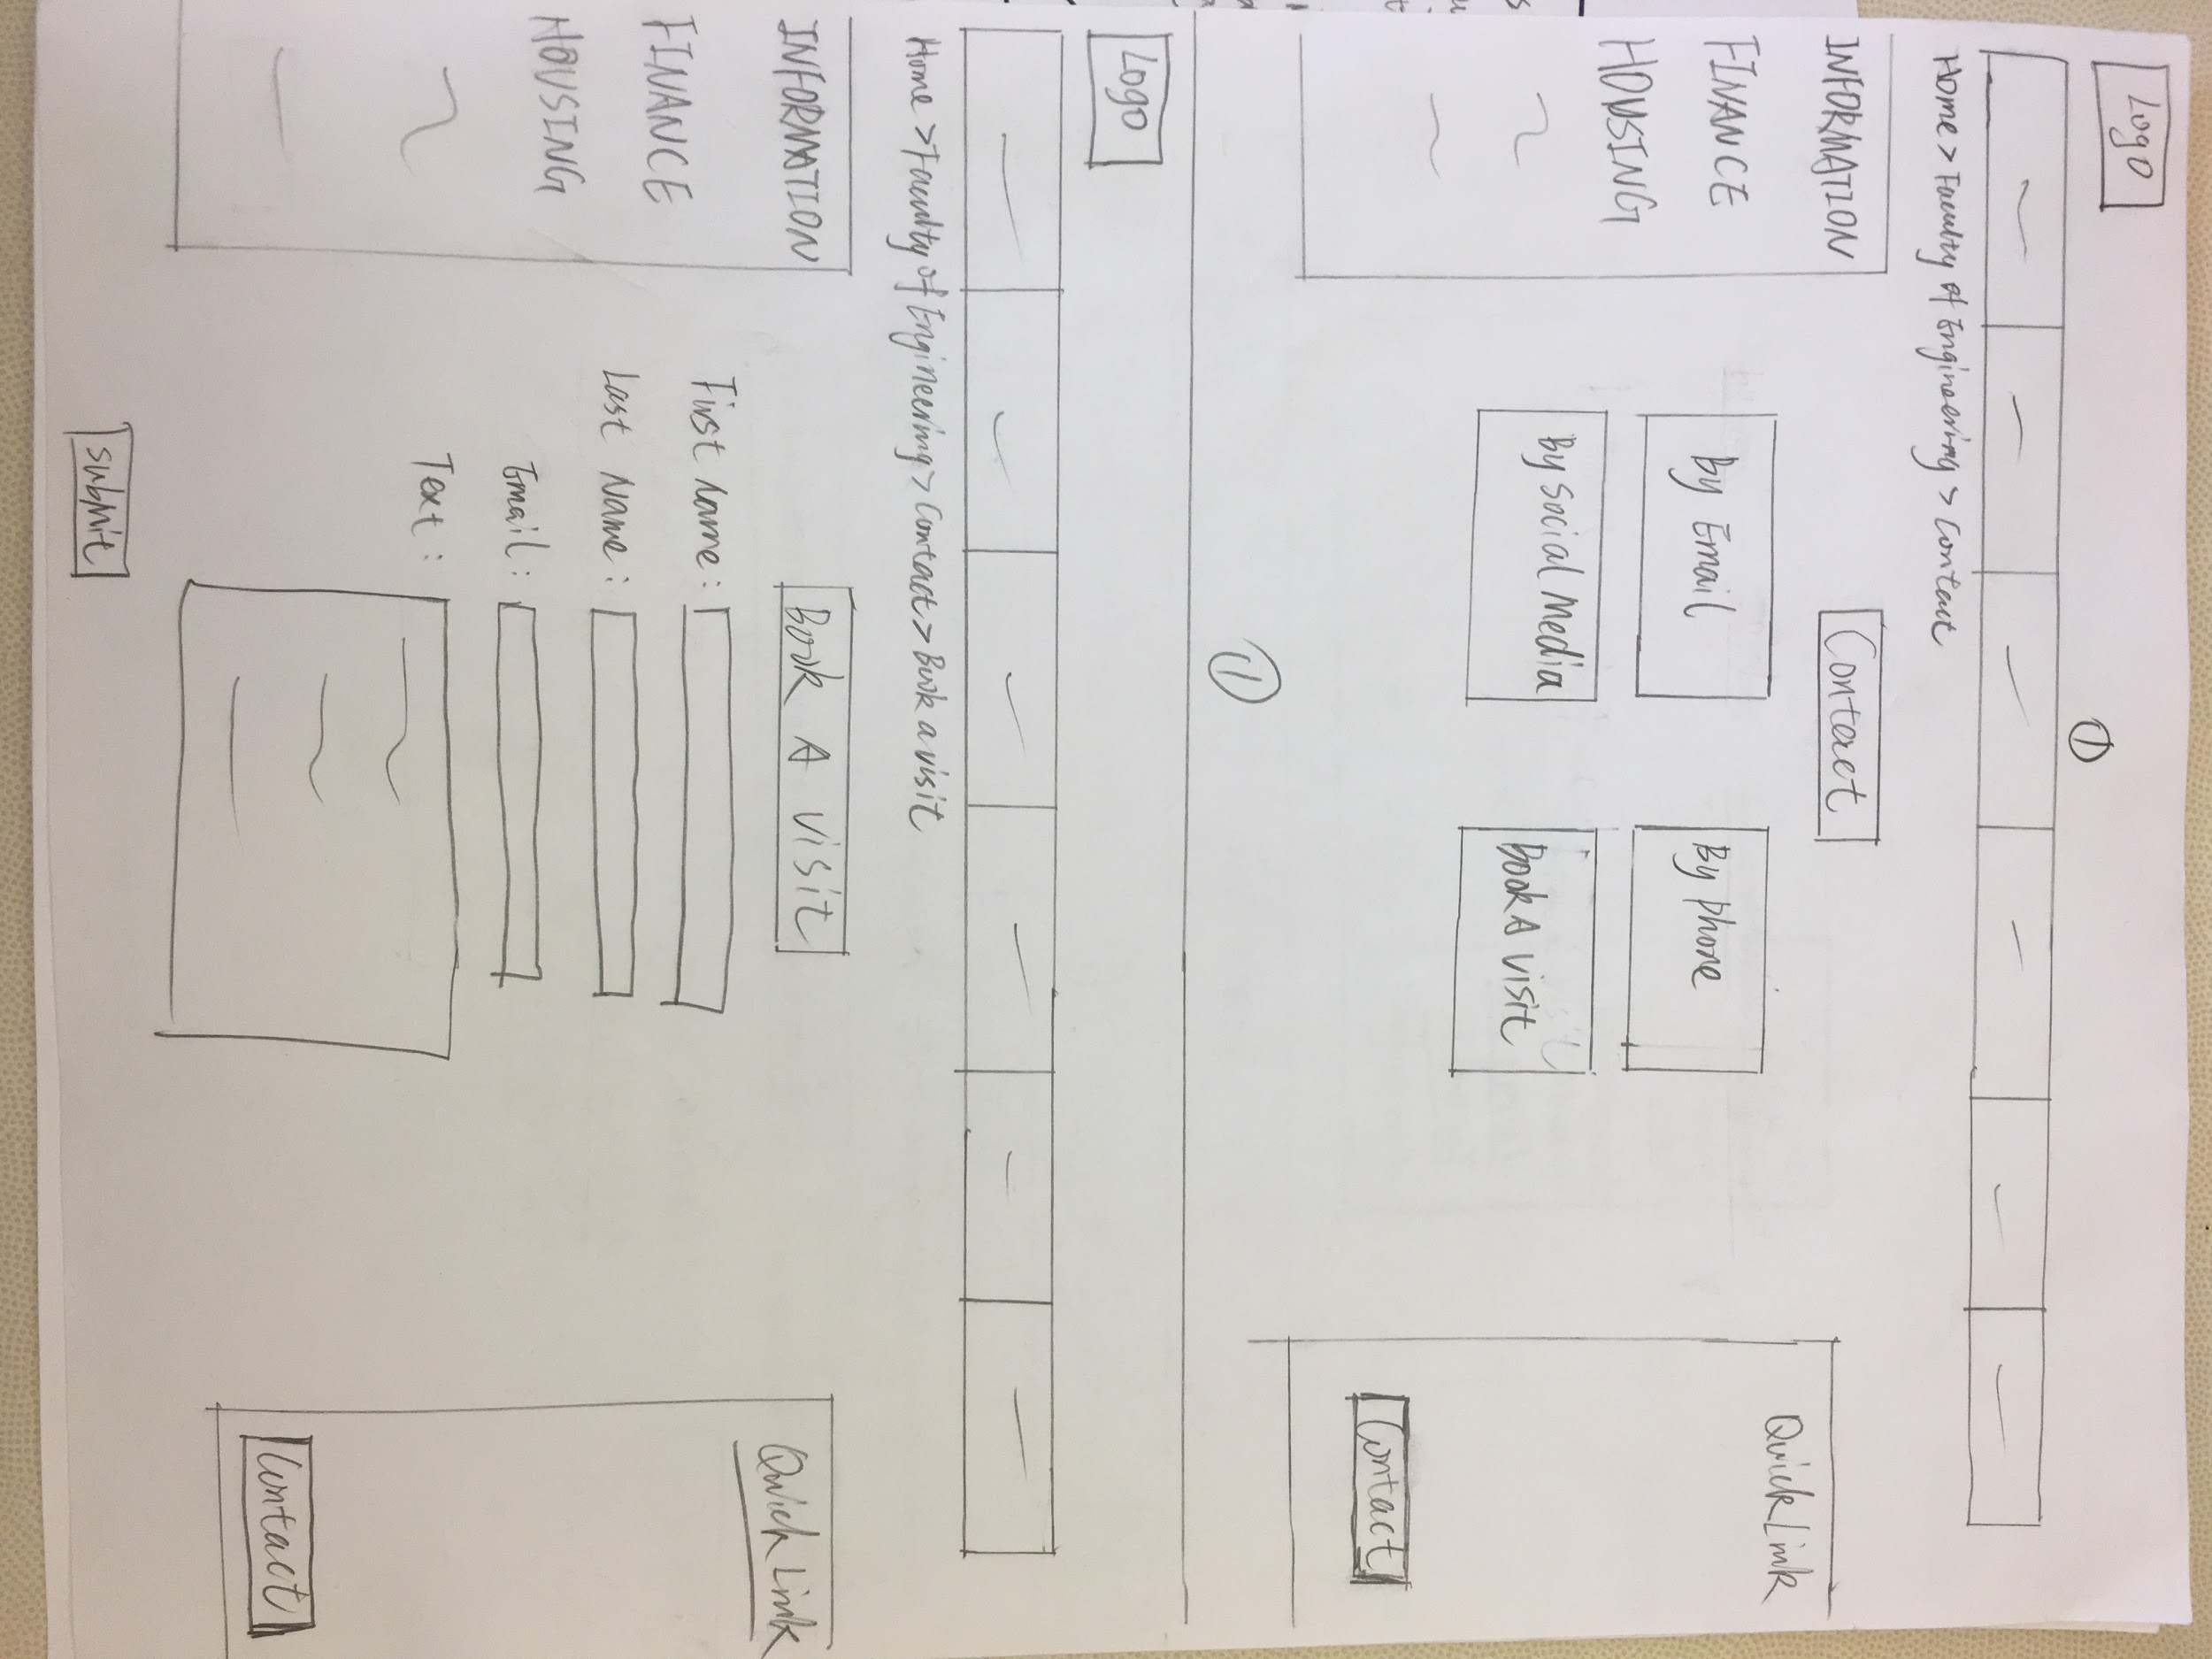 Logo
①
Home > Faculty of Engineering > Contact
INFORMATION
FINANCE
HOUSING
Contact
By Email
By phone
By Social Media
Book A visit
Quick Link
Contact
①
Logo
Home > Faculty of Engineering > Contact > Book a visit
INFORMATION
FINANCE
HOUSING
Book A visit
First name:
Last Name:
Email:
Text:
submit
Quick Link
Contact